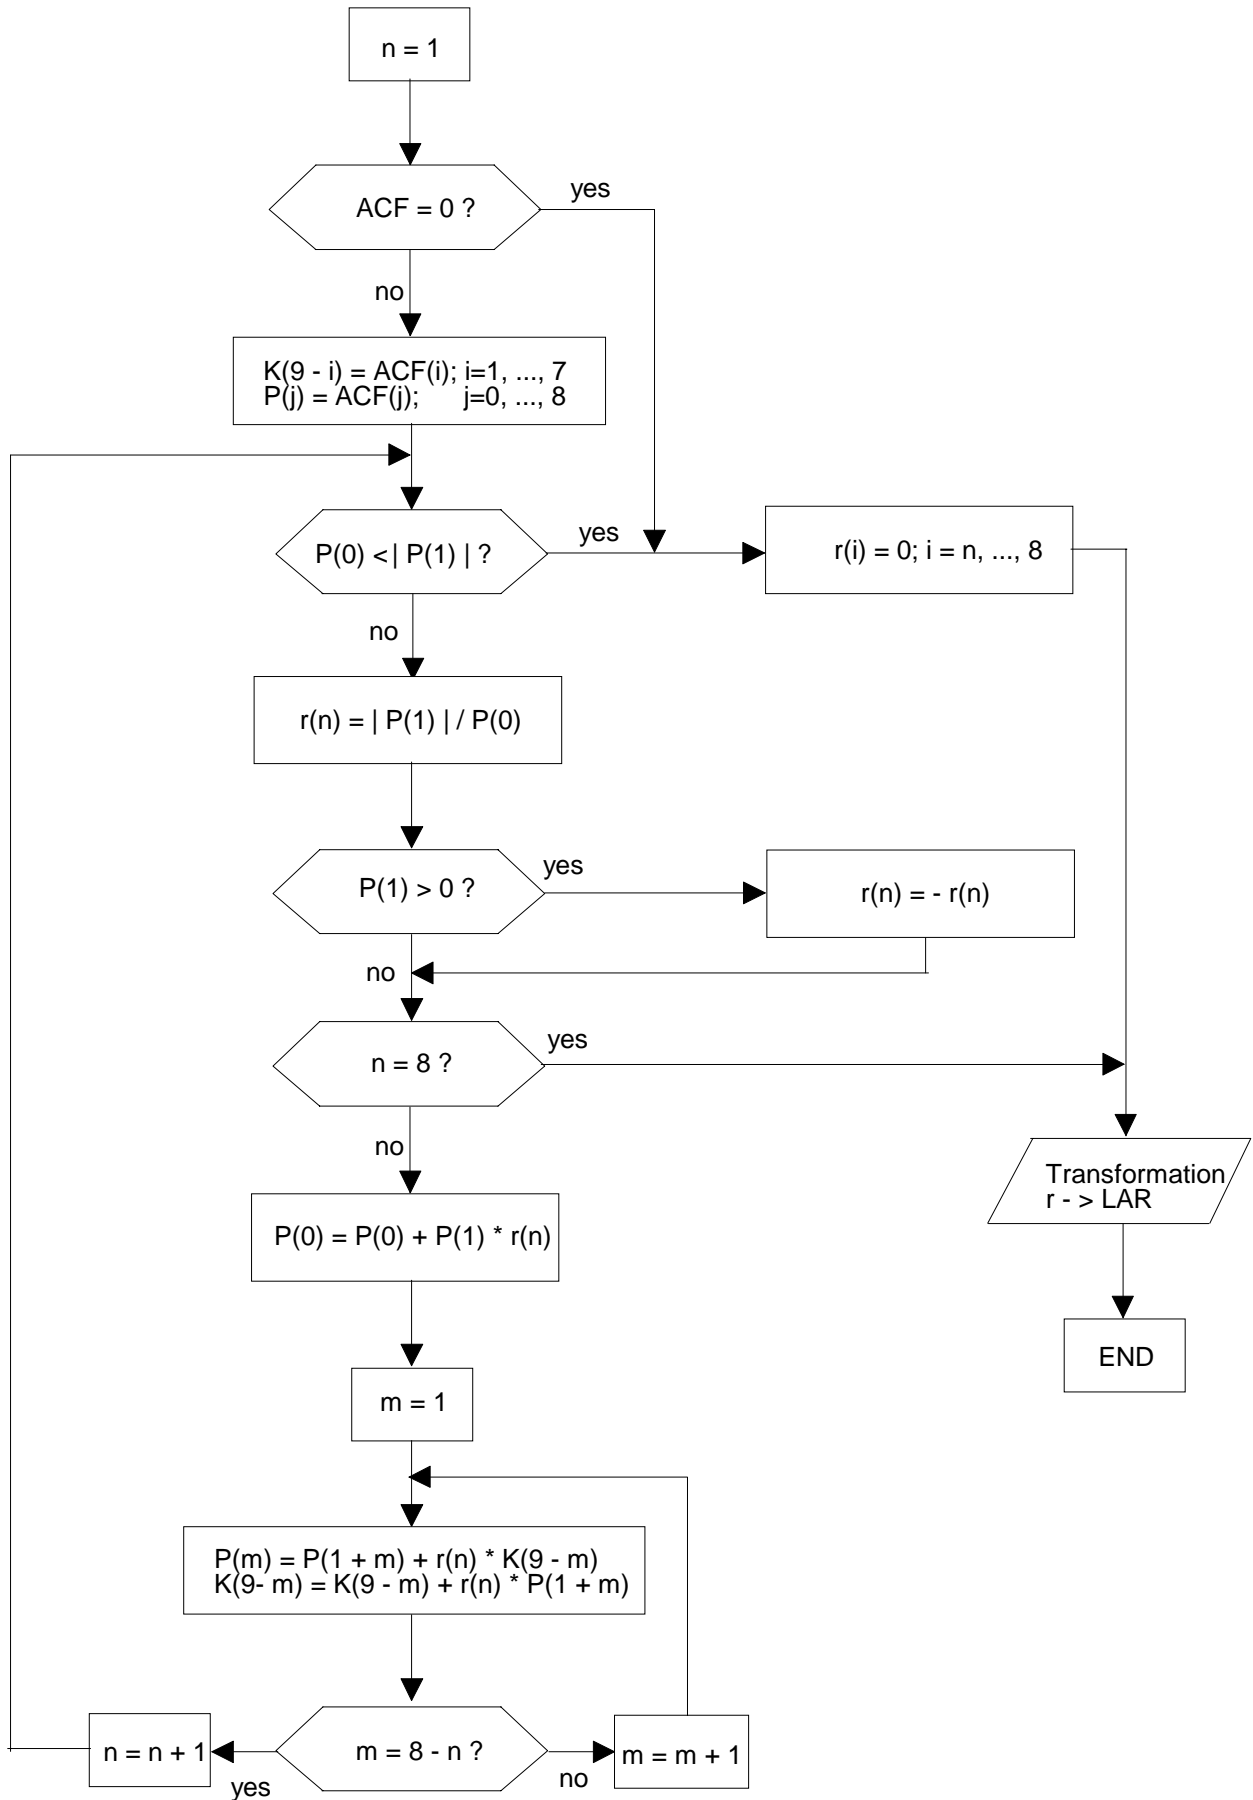 n = 1
ACF = 0 ?
yes
no
K(9 - i) = ACF(i); i=1, ..., 7
P(j) = ACF(j); j=0, ..., 8
P(0) < | P(1) | ?
yes
r(i) = 0; i = n, ..., 8
no
r(n) = | P(1) | / P(0)
P(1) > 0 ?
yes
r(n) = - r(n)
no
n = 8 ?
yes
no
Transformation
r - > LAR
P(0) = P(0) + P(1) * r(n)
END
m = 1
P(m) = P(1 + m) + r(n) * K(9 - m)
K(9- m) = K(9 - m) + r(n) * P(1 + m)
n = n + 1
yes
m = 8 - n ?
no
m = m + 1